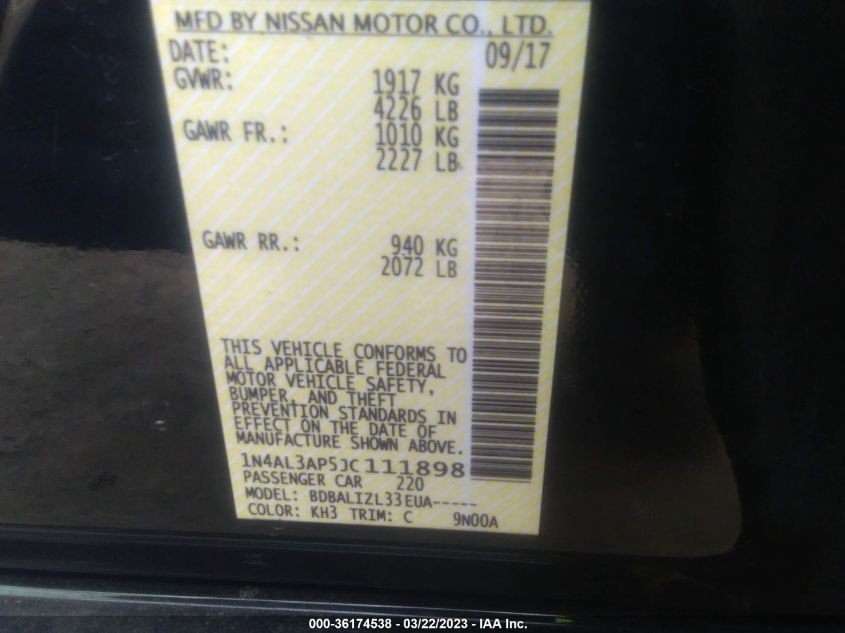 MFD BY NISSAN MOTOR CO., LTD.
DATE: 09/17
GVWR: 1917 KG
4226 LB
GAWR FR.: 1010 KG
2227 LB
GAWR RR.: 940 KG
2072 LB
THIS VEHICLE CONFORMS TO
ALL APPLICABLE FEDERAL
MOTOR VEHICLE SAFETY,
BUMPER, AND THEFT
PREVENTION STANDARDS IN
EFFECT ON THE DATE OF
MANUFACTURE SHOWN ABOVE.
1N4AL3AP5JC111898
PASSENGER CAR 220
MODEL: BDBALIZL33EUA-----
COLOR: KH3 TRIM: C 9N00A
000-36174538 - 03/22/2023 - IAA Inc.